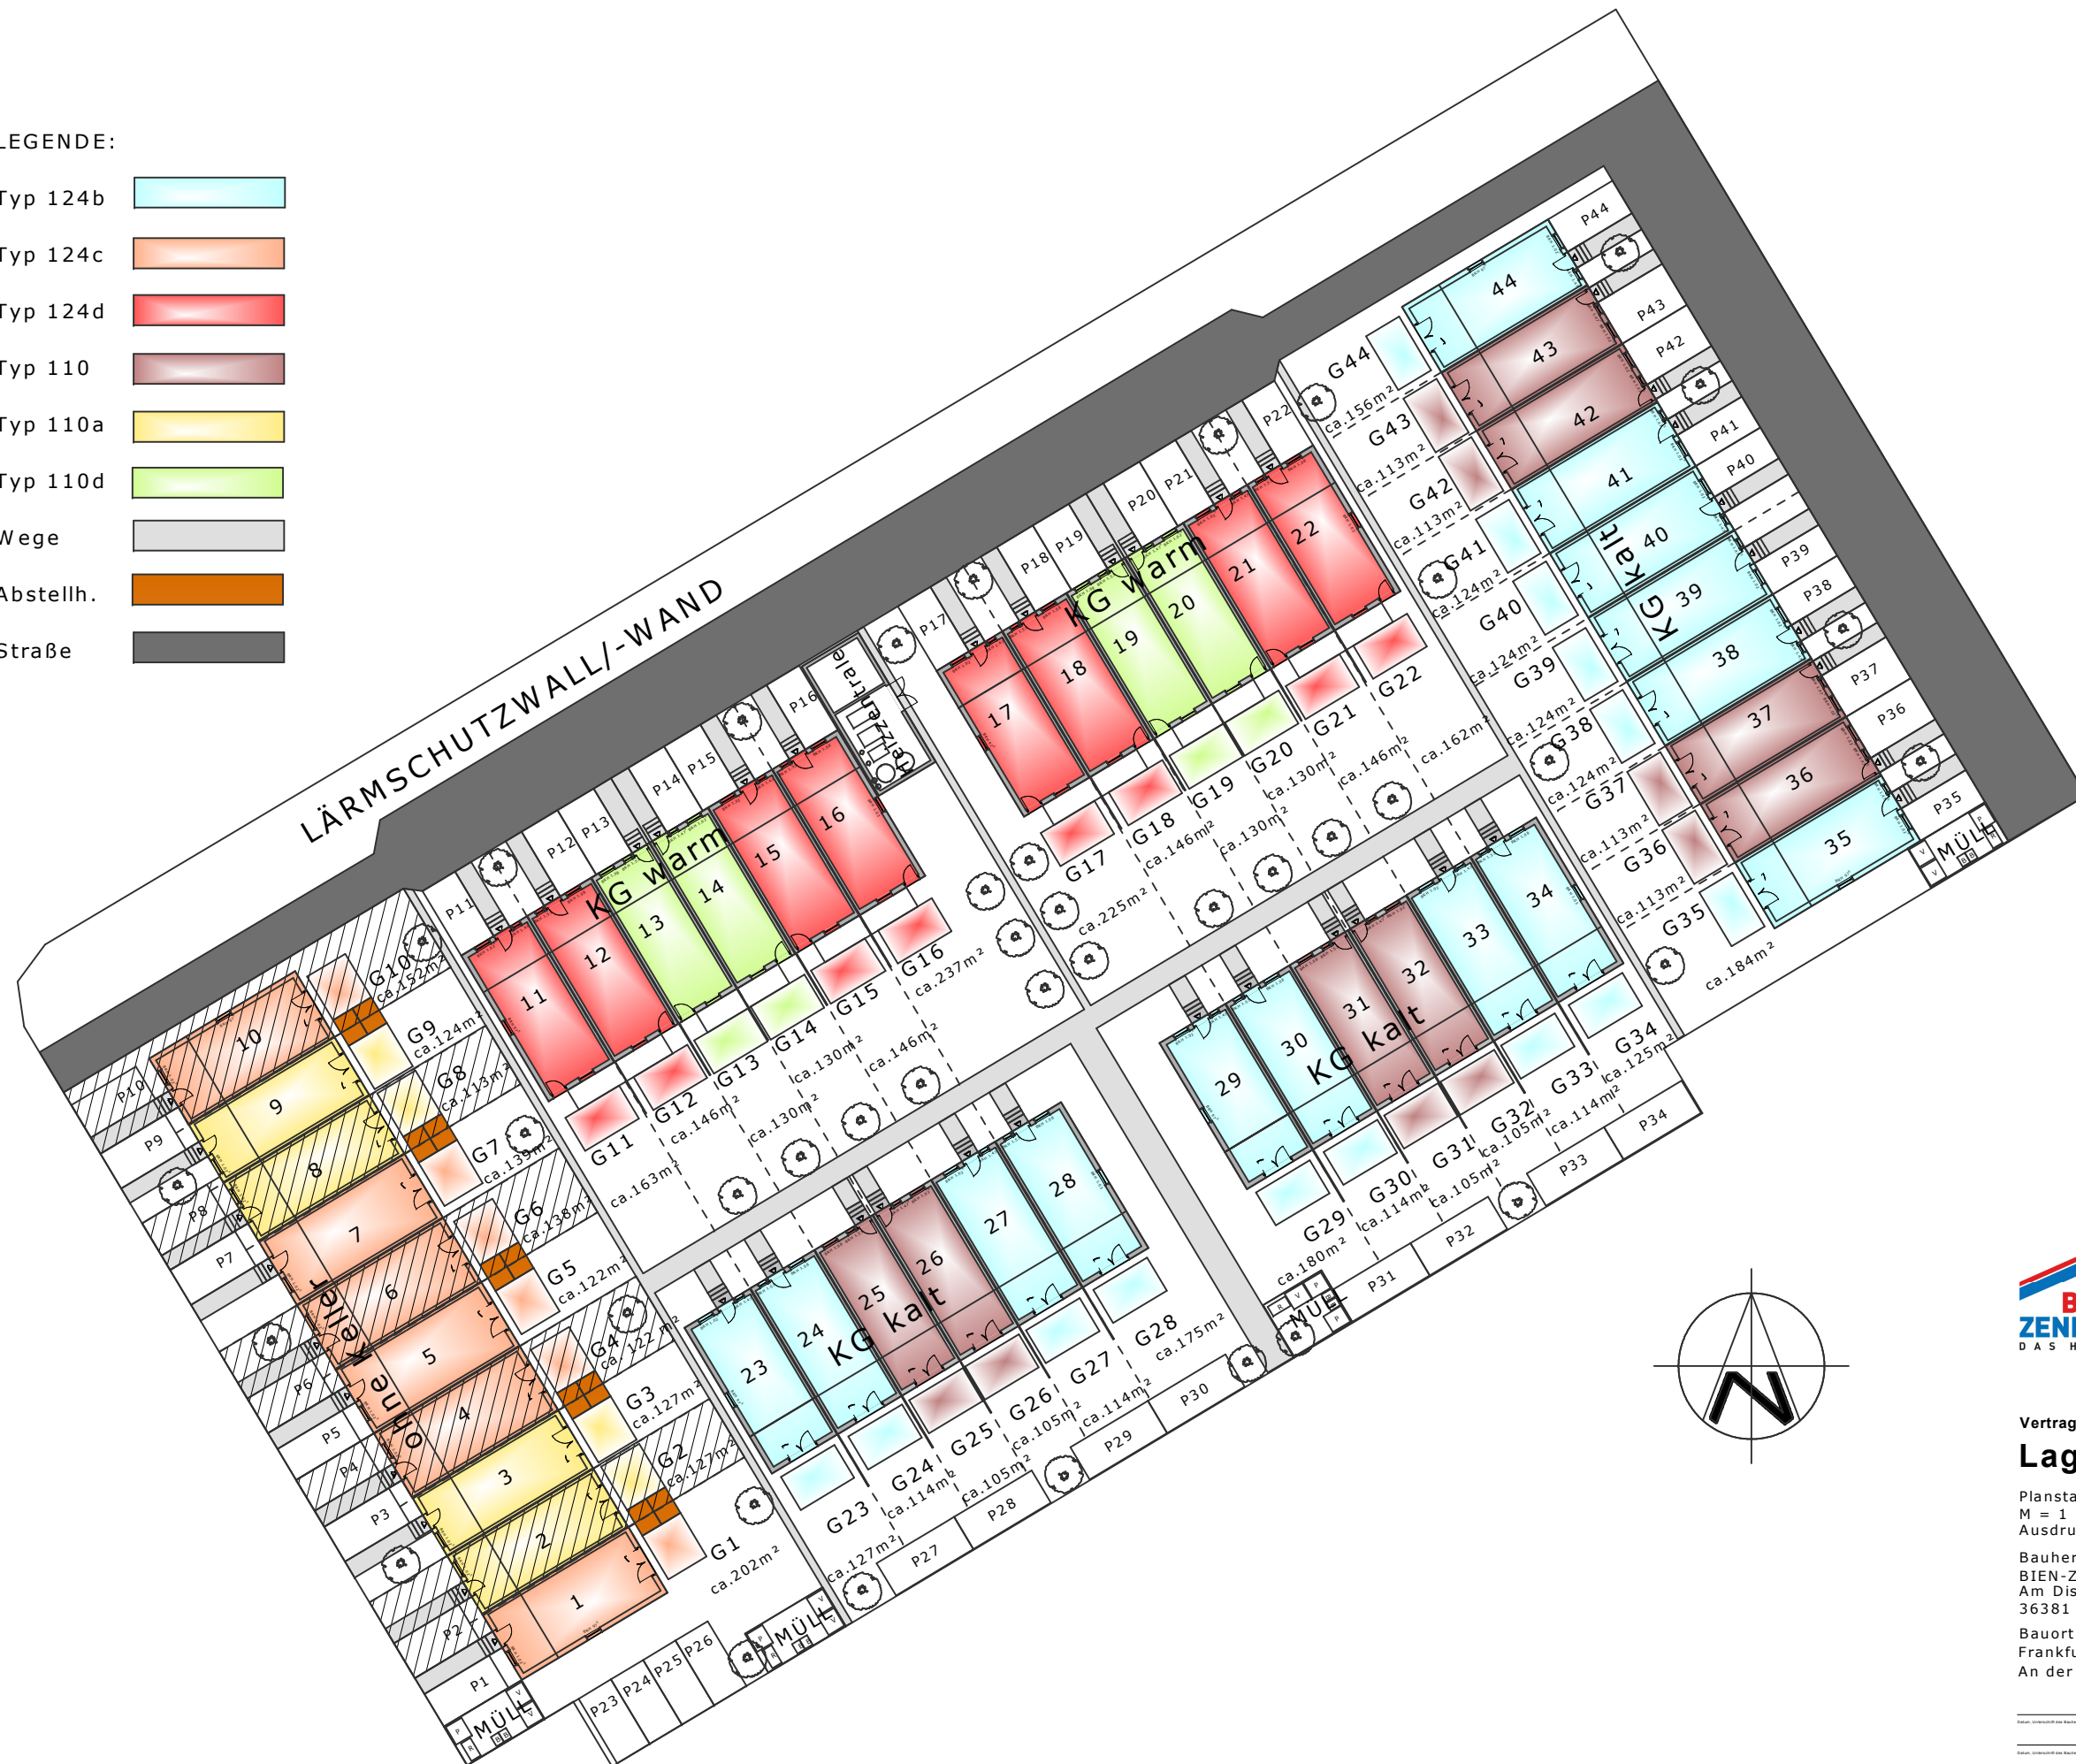 LEGENDE:
Typ 124b
Typ 124c
Typ 124d
Typ 110
Typ 110a
Typ 110d
Wege
Abstellh.
Straße
LÄRMSCHUTZWALL/-WAND
P44
44
G44
ca.156m²
P43
43
G43
ca.113m²
P42
42
G42
ca.113m²
P41
41
G41
ca.124m²
P40
40
G40
ca.124m²
KG kalt
P39
39
G39
ca.124m²
P38
38
G38
ca.124m²
P37
37
G37
ca.113m²
P36
36
G36
ca.113m²
P35
35
G35
ca.184m²
MÜLL
P17
P18
P19
P20
P21
P22
KG warm
17
18
19
20
21
22
G17
G18
G19
G20
G21
G22
ca.225m²
ca.146m²
ca.130m²
ca.130m²
ca.146m²
ca.162m²
Heizzentrale
P11
P12
P13
P14
P15
P16
KG warm
11
12
13
14
15
16
G11
G12
G13
G14
G15
G16
ca.163m²
ca.146m²
ca.130m²
ca.130m²
ca.146m²
ca.237m²
P10
10
G10
ca.152m²
P9
9
G9
ca.124m²
P8
8
G8
ca.113m²
P7
7
G7
ca.139m²
P6
6
G6
ca.138m²
ohne Keller
P5
5
G5
ca.122m²
P4
4
G4
ca. 122m²
P3
3
G3
ca.127m²
P2
2
G2
ca.127m²
P1
1
G1
ca.202m²
MÜLL
P23
P24
P25
P26
MÜLL
KG kalt
23
24
25
26
27
28
G23
G24
G25
G26
G27
G28
ca.127m²
ca.114m²
ca.105m²
ca.105m²
ca.114m²
ca.175m²
P27
P28
P29
P30
KG kalt
29
30
31
32
33
34
G29
G30
G31
G32
G33
G34
ca.180m²
ca.114m²
ca.105m²
ca.105m²
ca.114m²
ca.125m²
MÜLL
P31
P32
P33
P34
N
B
ZEN
DAS H
Vertrag
Lag
Plansta
M = 1
Ausdru
Bauher
BIEN-Z
Am Dis
36381
Bauort
Frankfu
An der